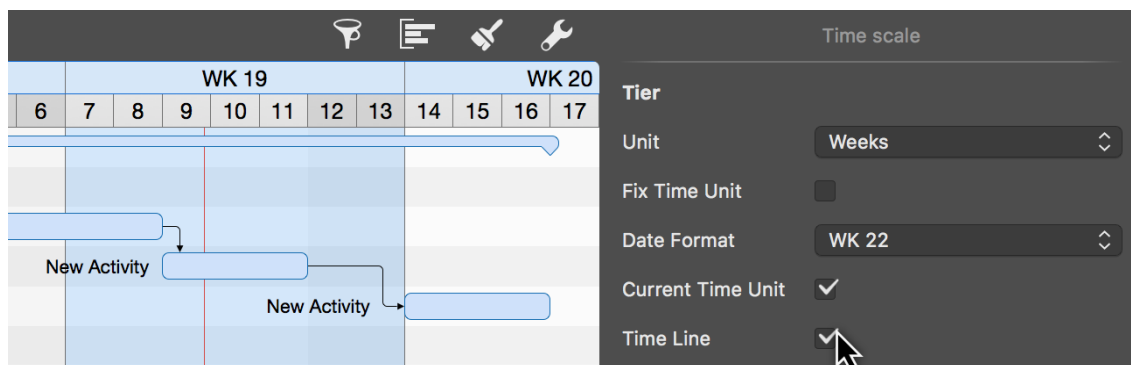 Time scale
WK 19
WK 20
6 7 8 9 10 11 12 13 14 15 16 17
New Activity
New Activity
Tier
Unit
Weeks
Fix Time Unit
Date Format
WK 22
Current Time Unit
Time Line